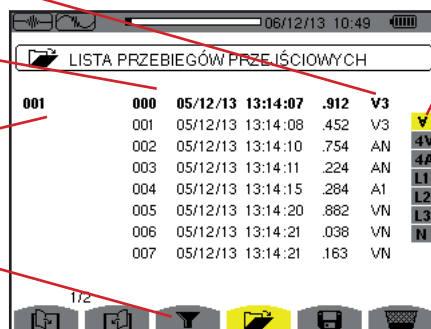 06/12/13 10:49
LISTA PRZEBIEGÓW PRZEJŚCIOWYCH
001 000 05/12/13 13:14:07 .912 V3
001 05/12/13 13:14:08 .452 V3
002 05/12/13 13:14:10 .754 AN
003 05/12/13 13:14:11 .224 AN
004 05/12/13 13:14:15 .284 A1
005 05/12/13 13:14:20 .882 VN
006 05/12/13 13:14:21 .038 VN
007 05/12/13 13:14:21 .163 VN
∀
4V
4A
L1
L2
L3
N
1/2